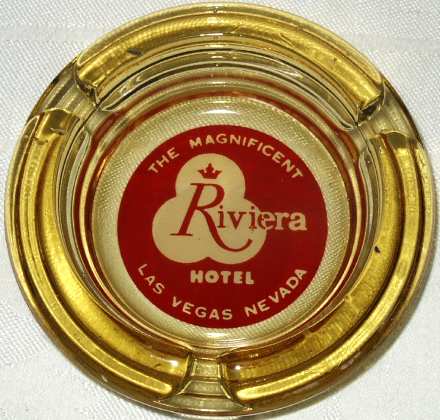 THE MAGNIFICENT
Riviera
HOTEL
LAS VEGAS NEVADA